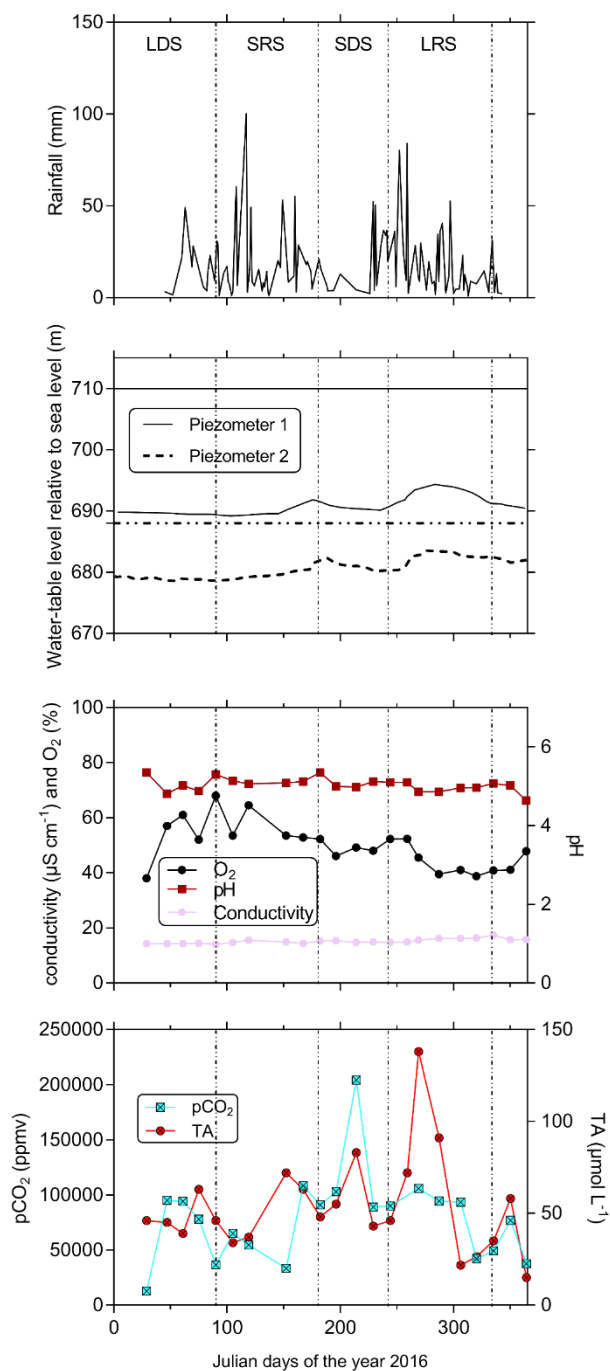 150
100
50
0
Rainfall (mm)
LDS SRS SDS LRS
710
700
690
680
670
Water-table level relative to sea level (m)
Piezometer 1
Piezometer 2
100
80
60
40
20
0
conductivity (µS cm⁻¹) and O₂ (%)
6
4
2
0
pH
O₂
pH
Conductivity
250000
200000
150000
100000
50000
0
pCO₂ (ppmv)
150
100
50
0
TA (µmol L⁻¹)
pCO₂
TA
0 100 200 300
Julian days of the year 2016